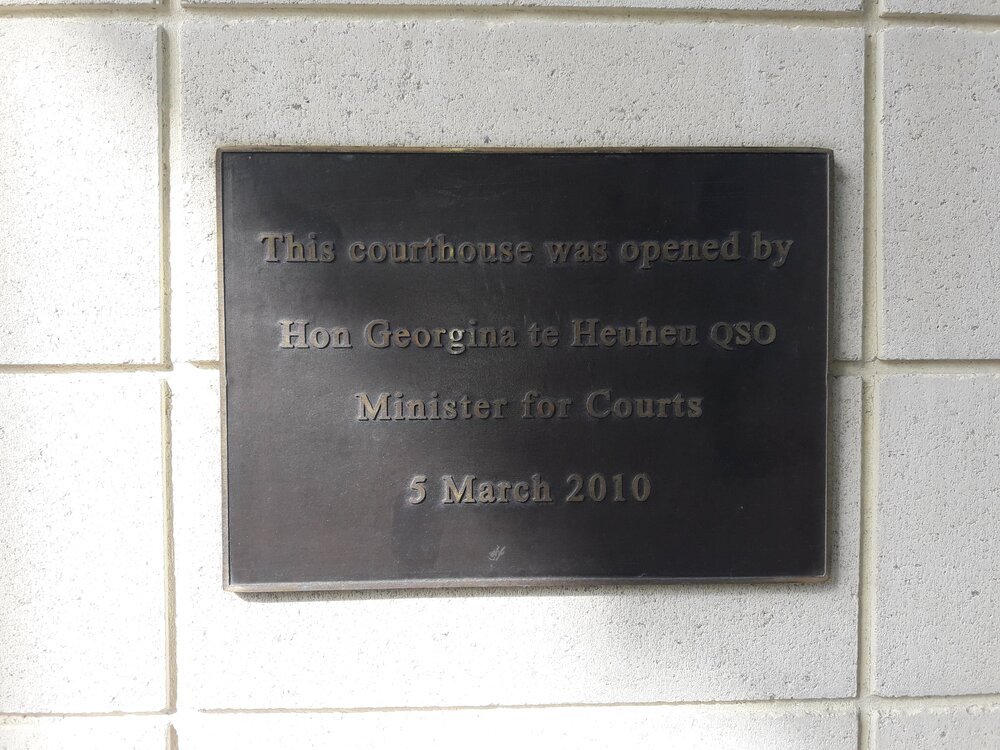 This courthouse was opened by
Hon Georgina te Heuheu QSO
Minister for Courts
5 March 2010